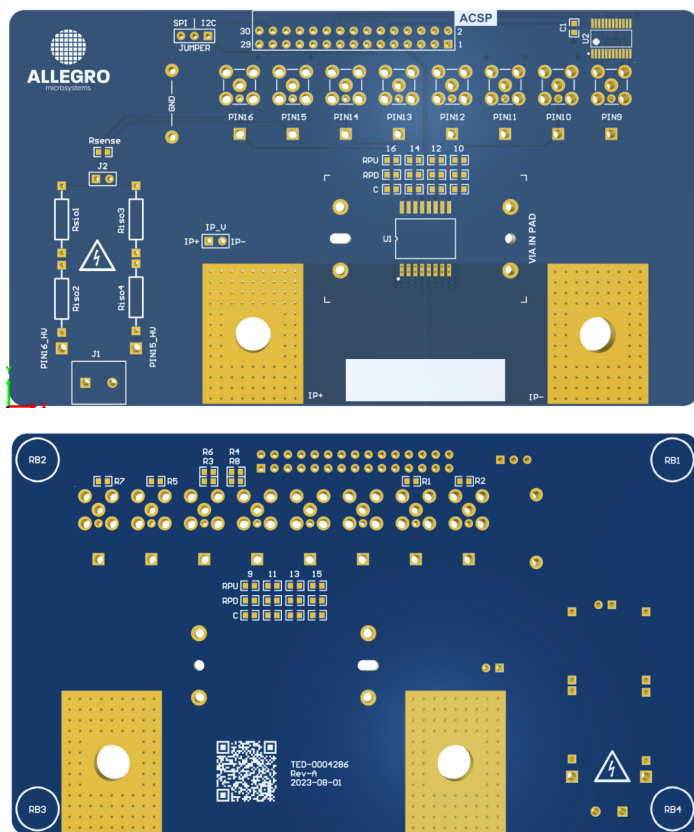 SPI | I2C
JUMPER
ALLEGRO
microsystems
ACSP
30
2
29
1
C1
U2
GND
PIN16
PIN15
PIN14
PIN13
PIN12
PIN11
PIN10
PIN9
Rsense
J2
16
14
12
10
RPU
RPD
C
Rsio1
Riso3
IP_V
IP+
IP-
U1
VIA IN PAD
Riso2
Riso4
PIN16_HV
PIN15_HV
J1
IP+
IP-
Y
X
RB2
R6
R4
R3
R8
RB1
R7
R5
R1
R2
9
11
13
15
RPU
RPD
C
TED-0004286
Rev-A
2023-08-01
RB3
RB4